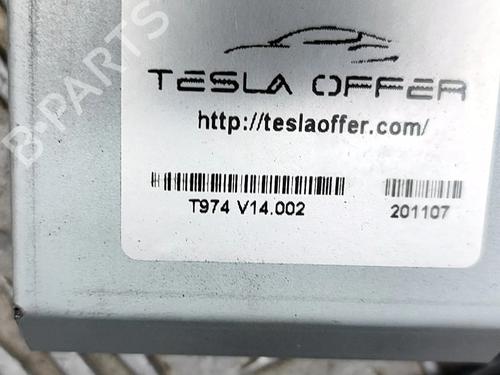 TESLA OFFER
http://teslaoffer.com/
T974 V14.002
201107
B-Parts